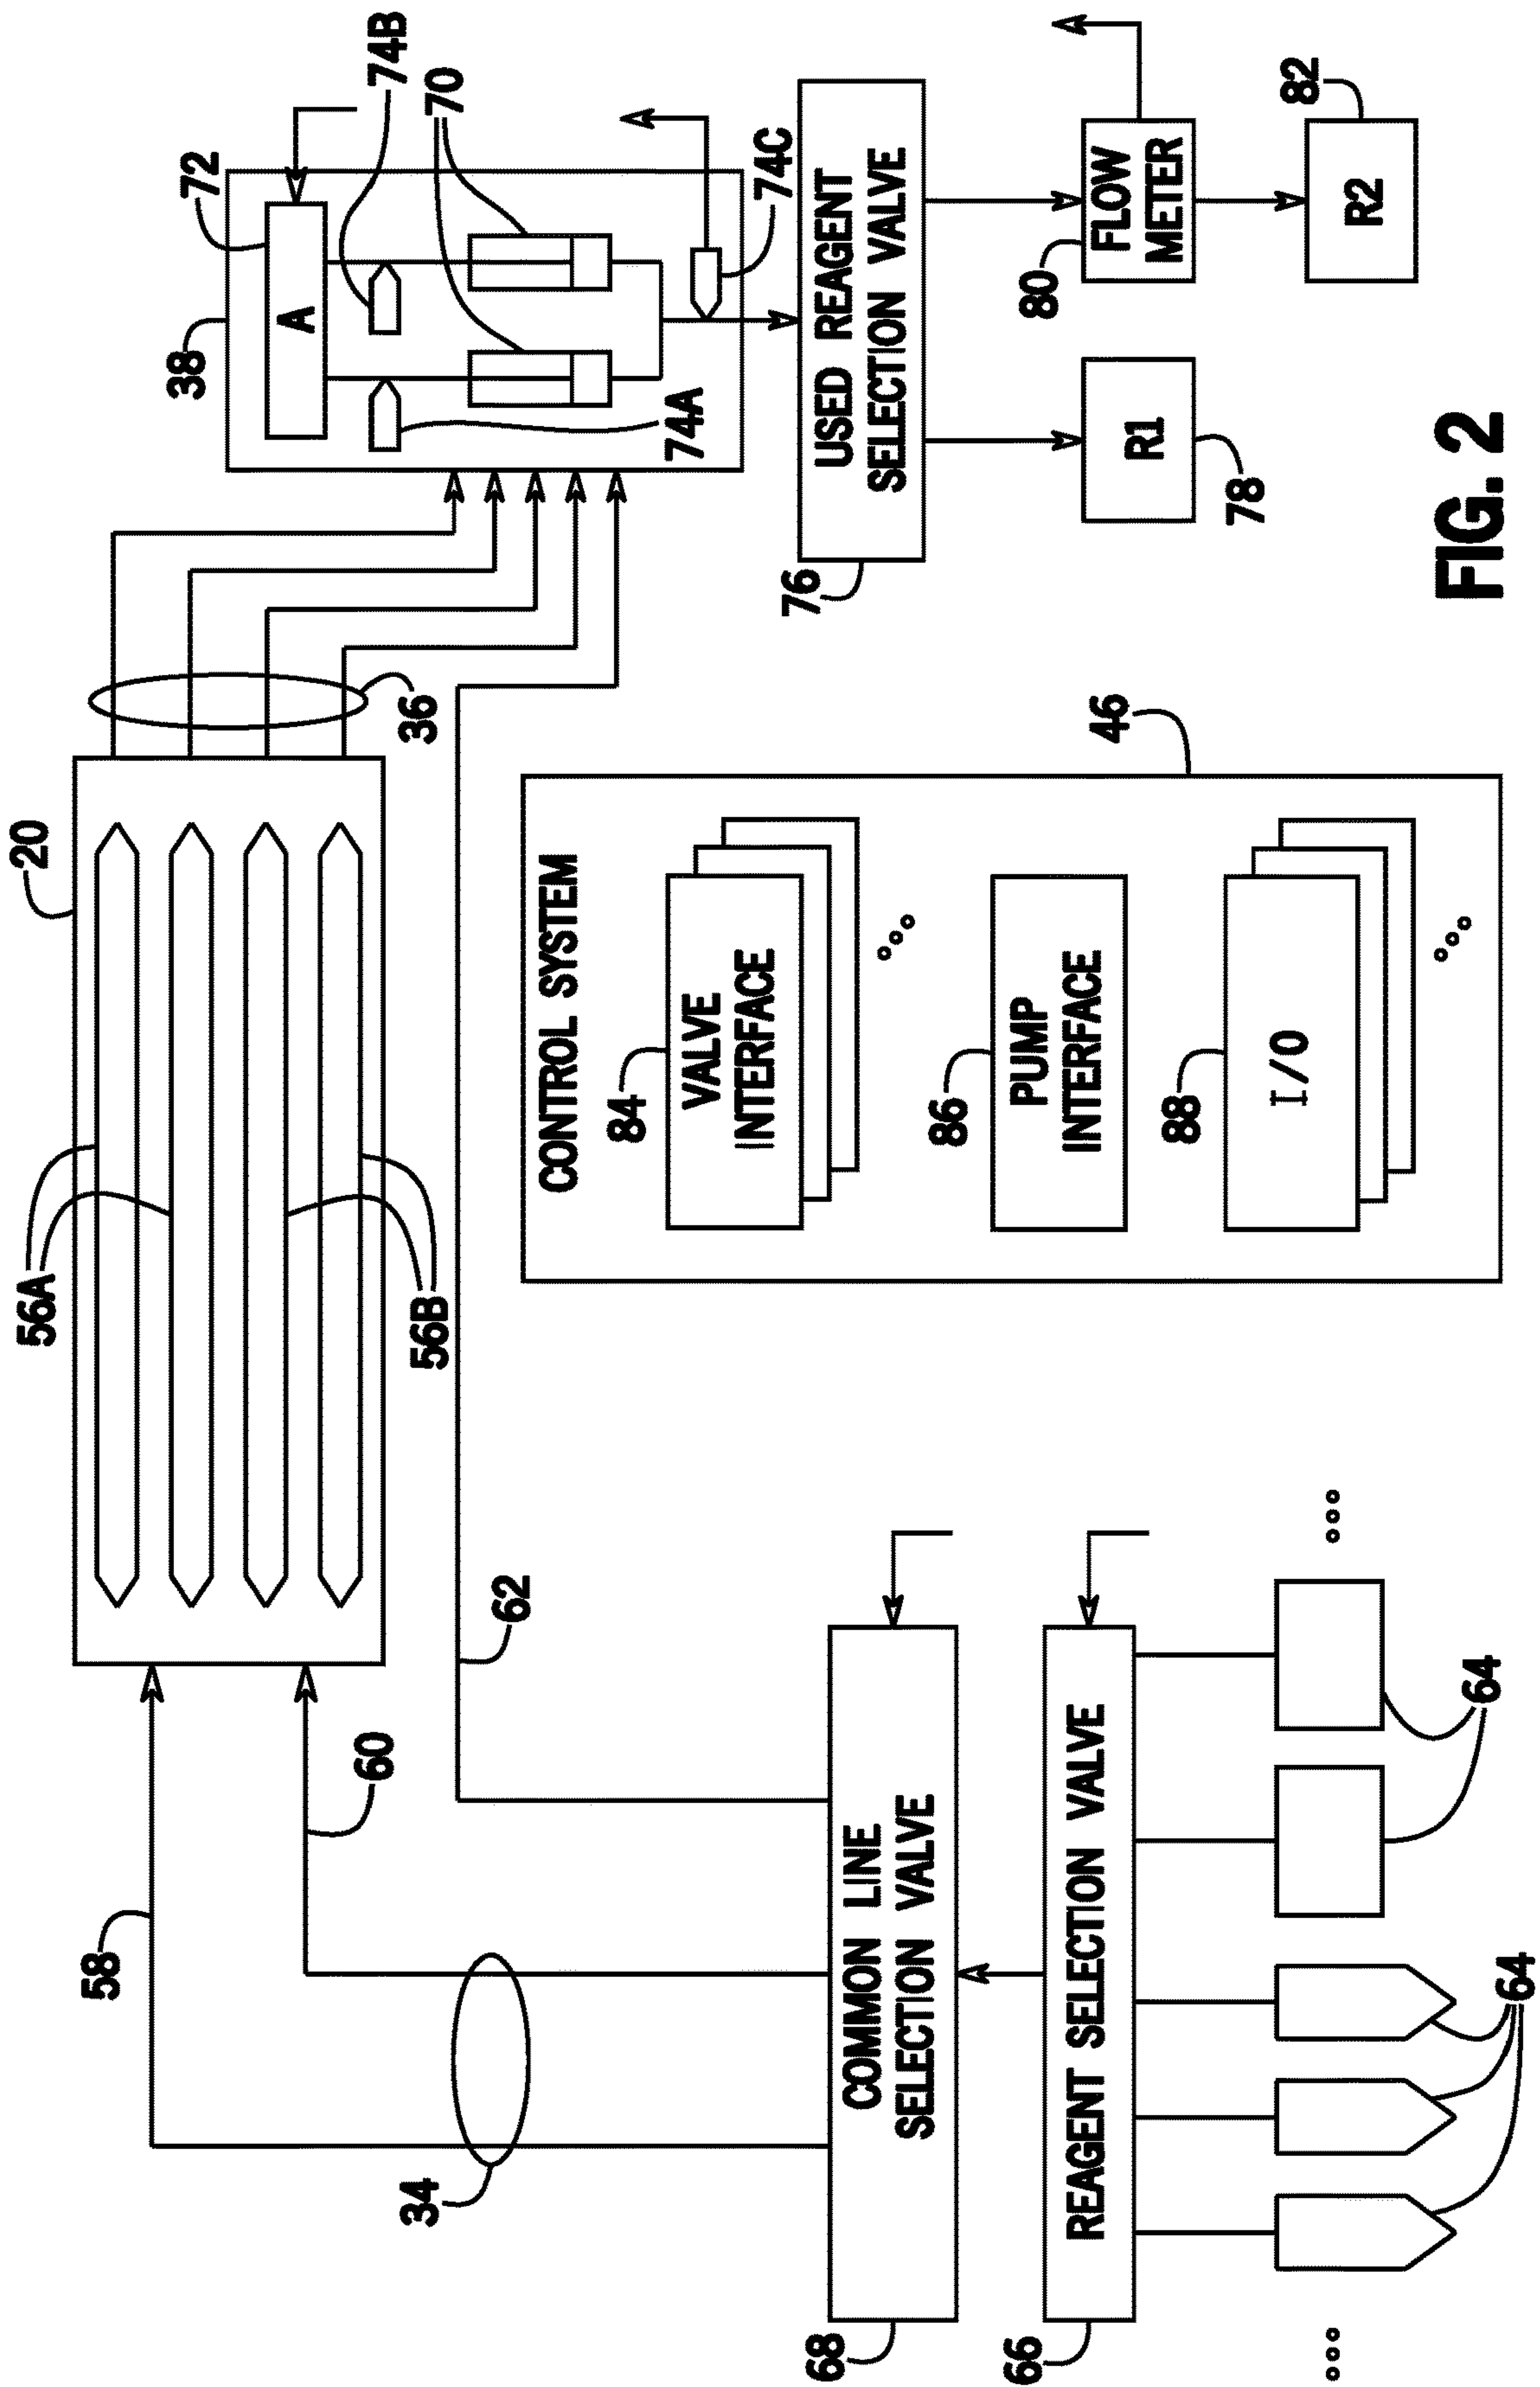 20
56A
56B
36
58
60
34
62
38
72
A
74B
70
74A
74C
COMMON LINE
SELECTION VALVE
68
REAGENT SELECTION VALVE
66
64
64
CONTROL SYSTEM
46
84
VALVE
INTERFACE
86
PUMP
INTERFACE
88
I/O
76
USED REAGENT
SELECTION VALVE
R1
78
80
FLOW
METER
R2
82
FIG. 2